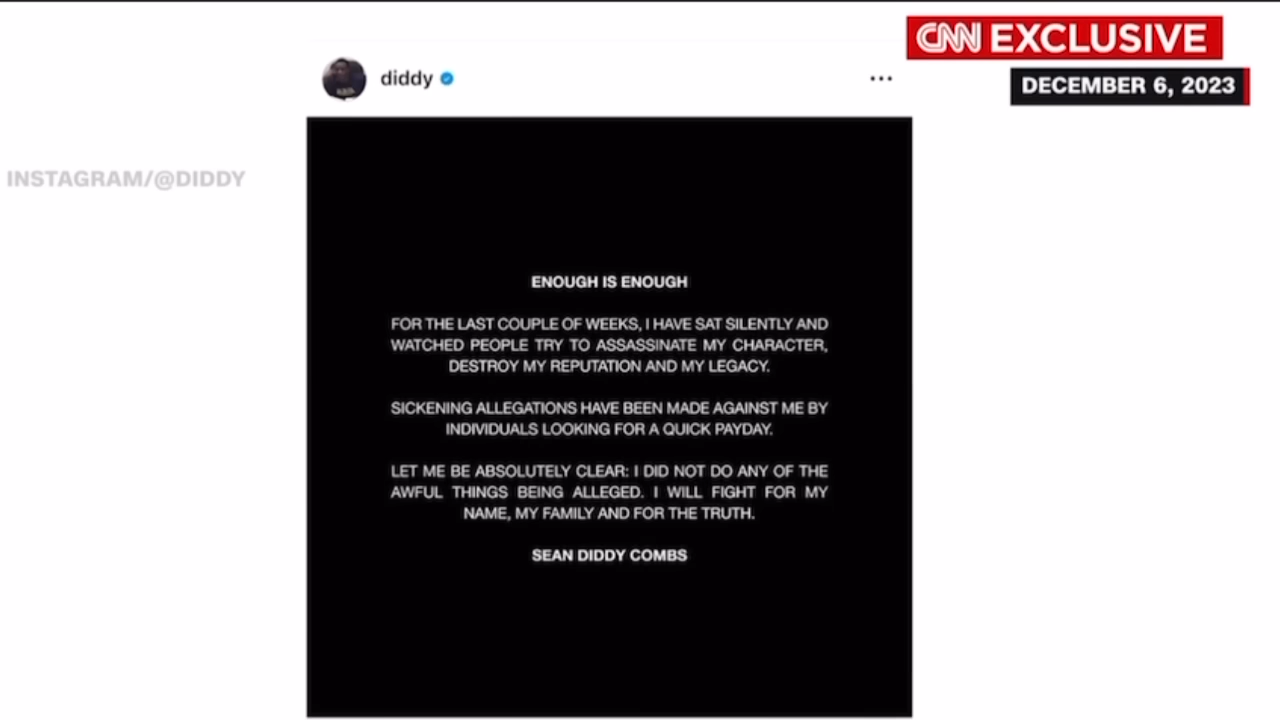 CNN EXCLUSIVE
DECEMBER 6, 2023
diddy
INSTAGRAM/@DIDDY
ENOUGH IS ENOUGH
FOR THE LAST COUPLE OF WEEKS, I HAVE SAT SILENTLY AND
WATCHED PEOPLE TRY TO ASSASSINATE MY CHARACTER,
DESTROY MY REPUTATION AND MY LEGACY.
SICKENING ALLEGATIONS HAVE BEEN MADE AGAINST ME BY
INDIVIDUALS LOOKING FOR A QUICK PAYDAY.
LET ME BE ABSOLUTELY CLEAR: I DID NOT DO ANY OF THE
AWFUL THINGS BEING ALLEGED. I WILL FIGHT FOR MY
NAME, MY FAMILY AND FOR THE TRUTH.
SEAN DIDDY COMBS